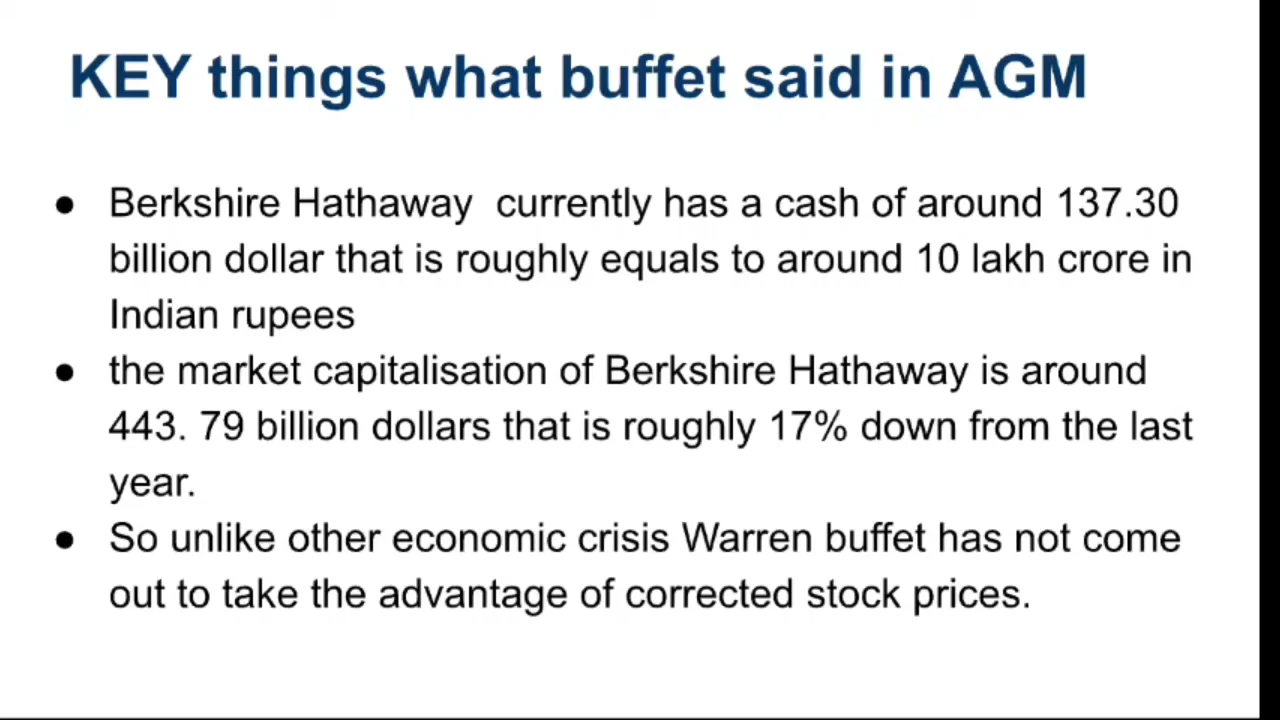 KEY things what buffet said in AGM
● Berkshire Hathaway  currently has a cash of around 137.30
billion dollar that is roughly equals to around 10 lakh crore in
Indian rupees
● the market capitalisation of Berkshire Hathaway is around
443. 79 billion dollars that is roughly 17% down from the last
year.
● So unlike other economic crisis Warren buffet has not come
out to take the advantage of corrected stock prices.